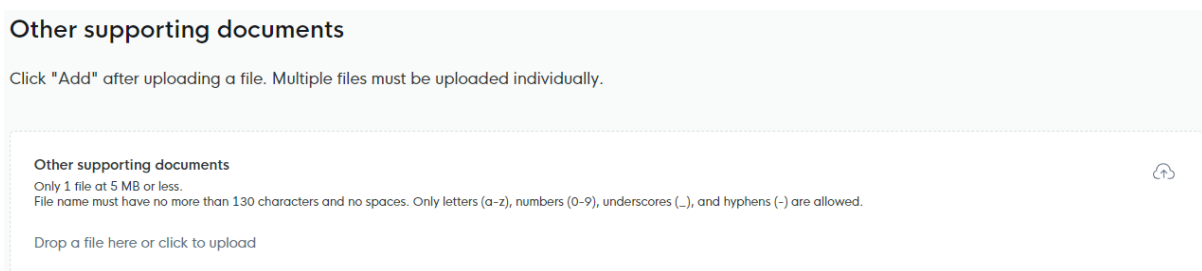 Other supporting documents
Click "Add" after uploading a file. Multiple files must be uploaded individually.
Other supporting documents
Only 1 file at 5 MB or less.
File name must have no more than 130 characters and no spaces. Only letters (a-z), numbers (0-9), underscores (_), and hyphens (-) are allowed.
Drop a file here or click to upload